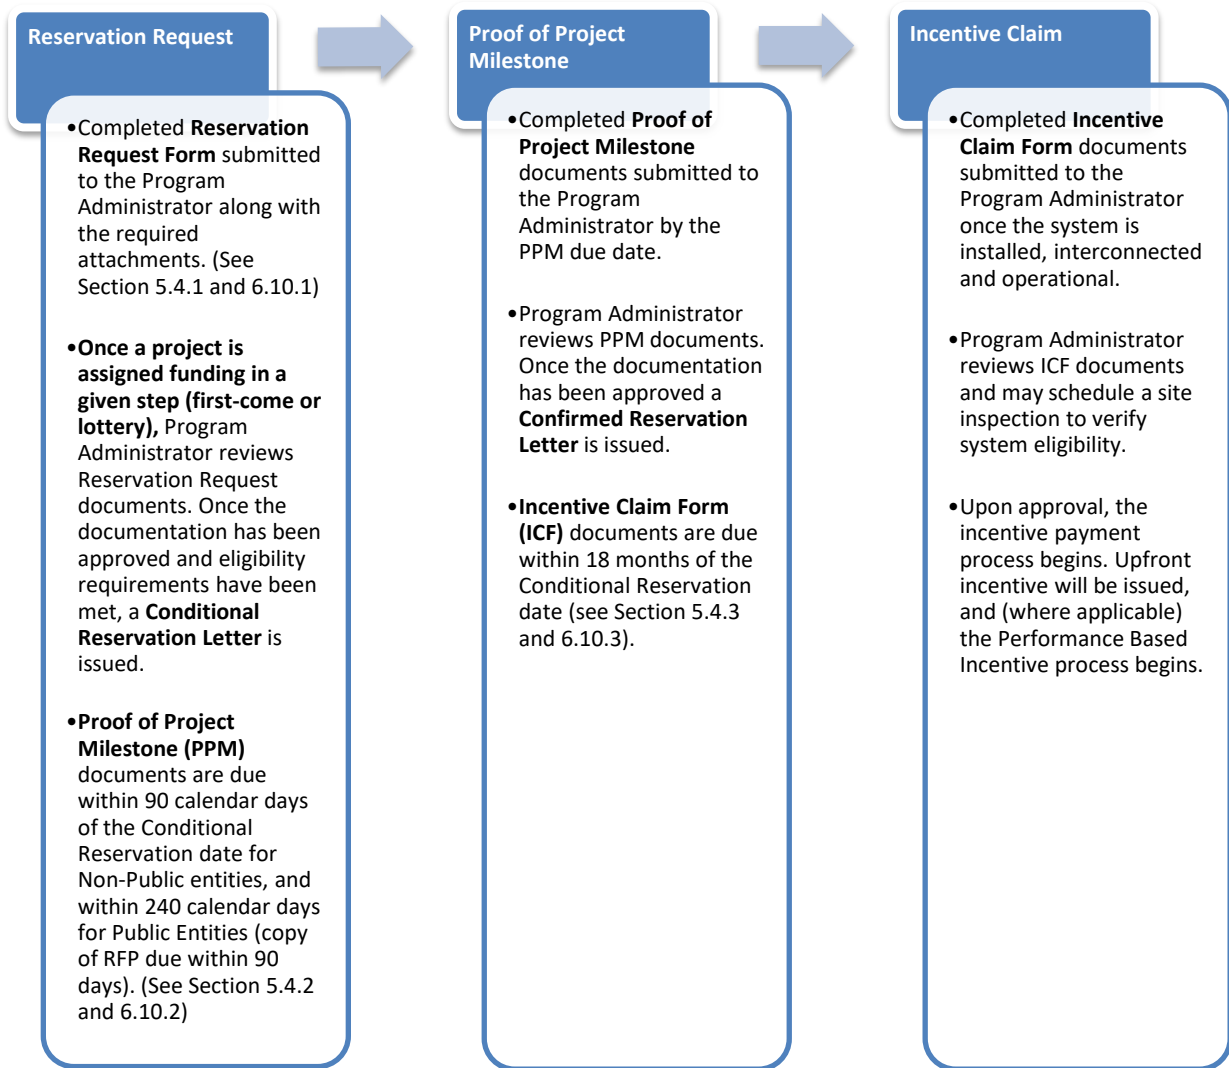 Reservation Request
•Completed Reservation
Request Form submitted
to the Program
Administrator along with
the required
attachments. (See
Section 5.4.1 and 6.10.1)
•Once a project is
assigned funding in a
given step (first-come or
lottery), Program
Administrator reviews
Reservation Request
documents. Once the
documentation has been
approved and eligibility
requirements have been
met, a Conditional
Reservation Letter is
issued.
•Proof of Project
Milestone (PPM)
documents are due
within 90 calendar days
of the Conditional
Reservation date for
Non-Public entities, and
within 240 calendar days
for Public Entities (copy
of RFP due within 90
days). (See Section 5.4.2
and 6.10.2)
Proof of Project
Milestone
•Completed Proof of
Project Milestone
documents submitted to
the Program
Administrator by the
PPM due date.
•Program Administrator
reviews PPM documents.
Once the documentation
has been approved a
Confirmed Reservation
Letter is issued.
•Incentive Claim Form
(ICF) documents are due
within 18 months of the
Conditional Reservation
date (see Section 5.4.3
and 6.10.3).
Incentive Claim
•Completed Incentive
Claim Form documents
submitted to the
Program Administrator
once the system is
installed, interconnected
and operational.
•Program Administrator
reviews ICF documents
and may schedule a site
inspection to verify
system eligibility.
•Upon approval, the
incentive payment
process begins. Upfront
incentive will be issued,
and (where applicable)
the Performance Based
Incentive process begins.